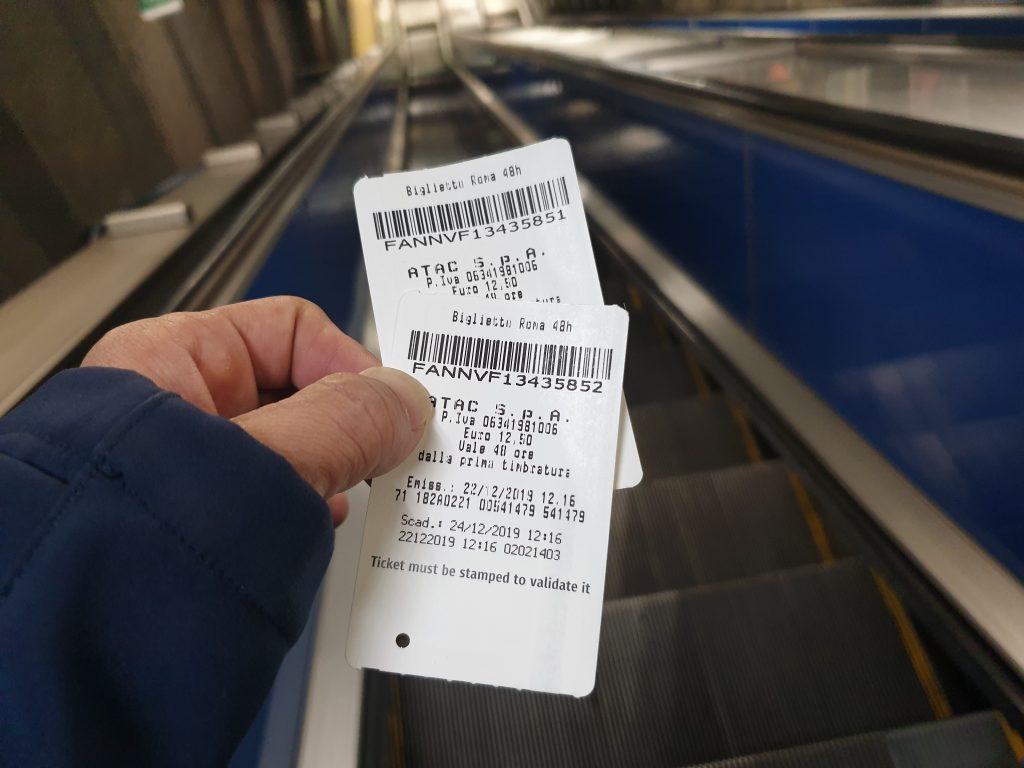 Biglietto Roma 48h
FANNVF13435851
ATAC S.p.A.
P.Iva 06341981006
Euro 12,50
48 ore
Biglietto Roma 48h
FANNVF13435852
ATAC S.p.A.
P.Iva 06341981006
Euro 12,50
Vale 48 ore
dalla prima timbratura
Emiss.: 22/12/2019 12.16
71 182A0221 00541479 541479
Scad.: 24/12/2019 12:16
22122019 12:16 02021403
Ticket must be stamped to validate it